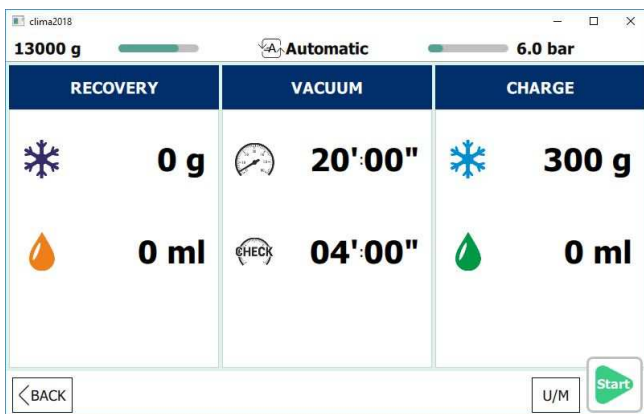 clima2018
13000 g
A
Automatic
6.0 bar
RECOVERY
VACUUM
CHARGE
0 g
20':00"
300 g
0 ml
CHECK
04':00"
0 ml
BACK
U/M
Start